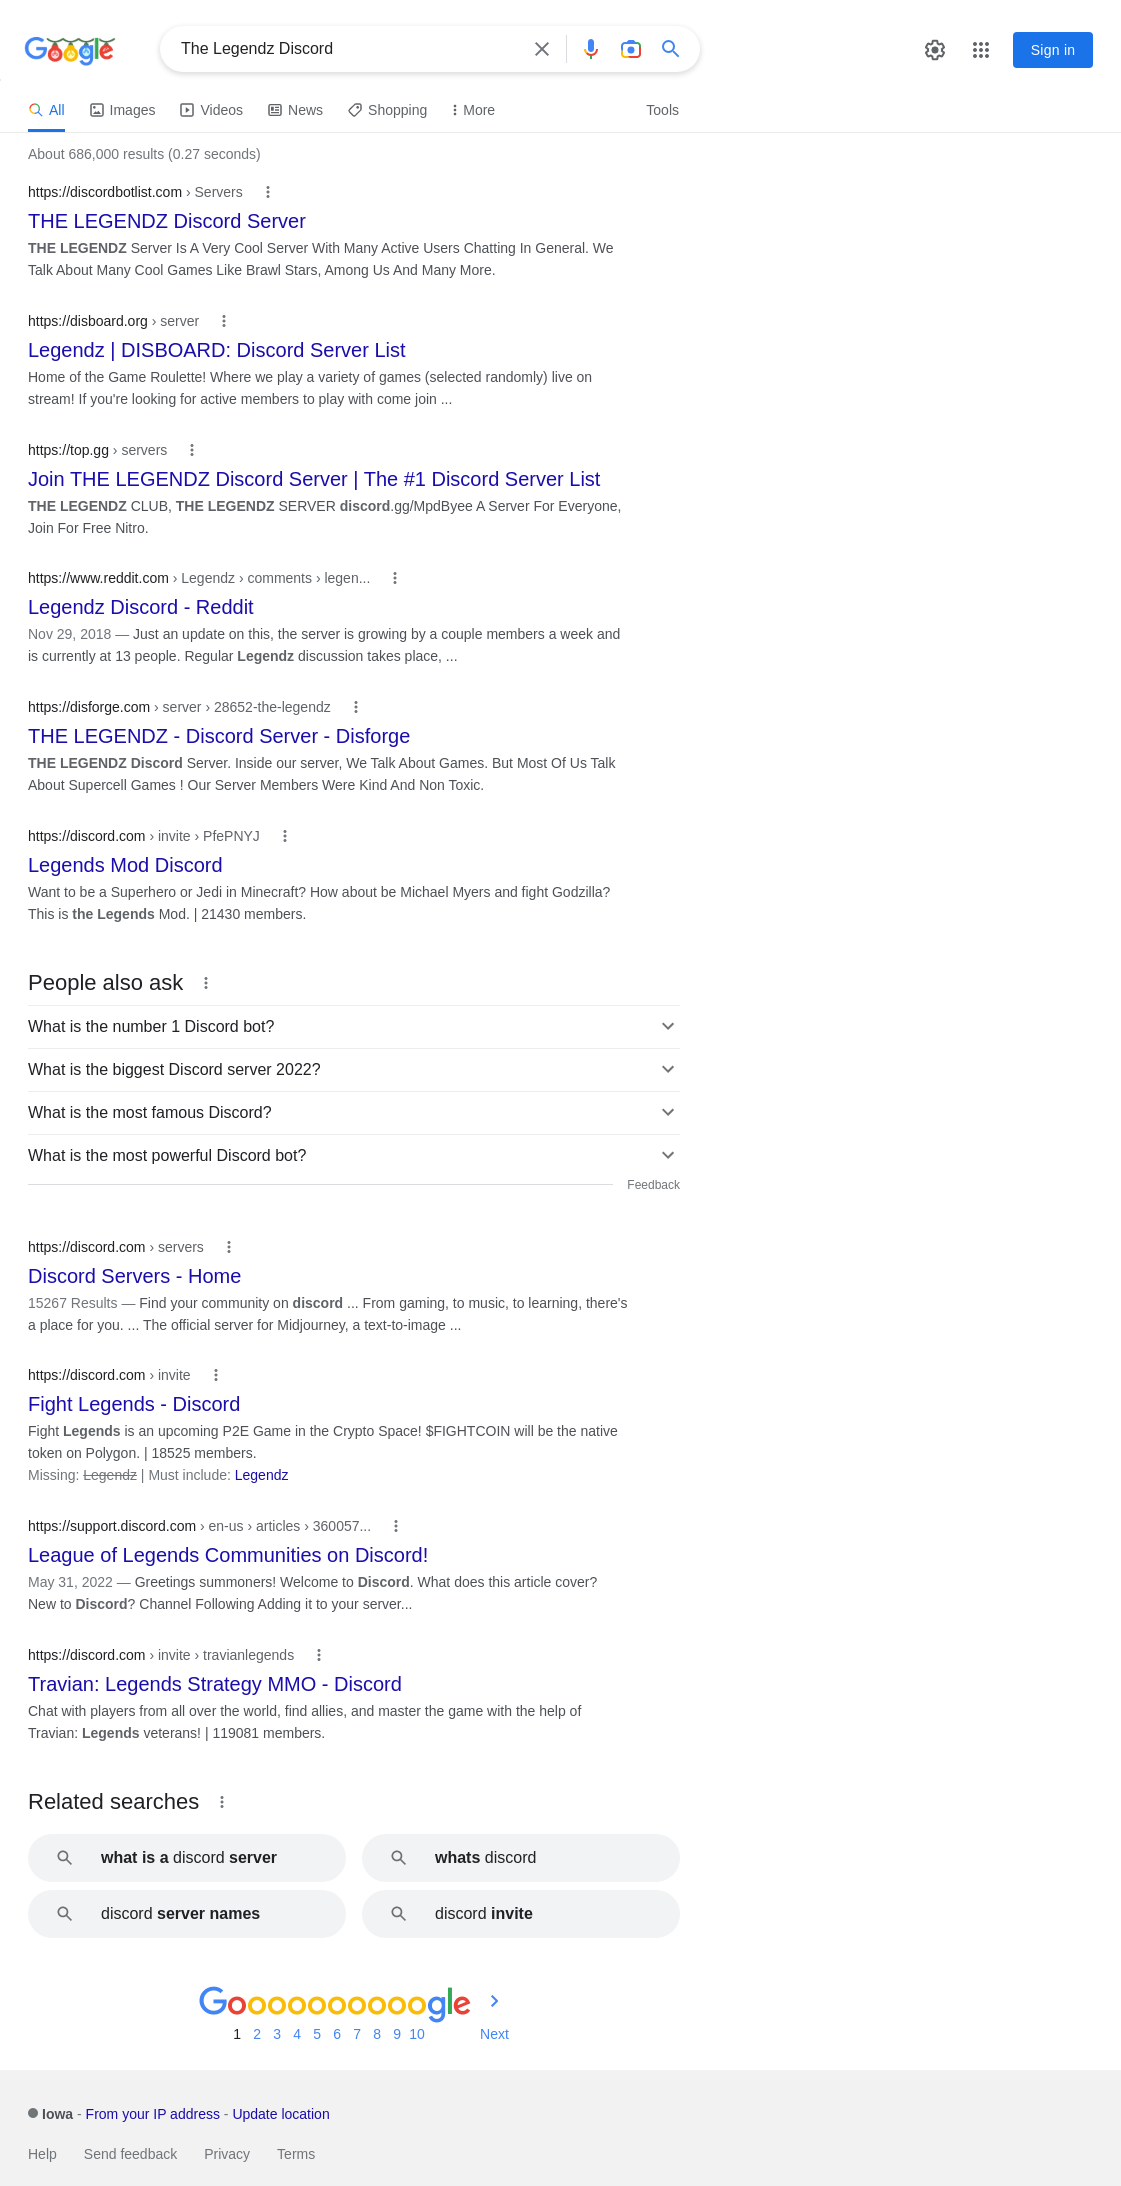 Google
The Legendz Discord
Sign in
All Images Videos News Shopping More Tools
About 686,000 results (0.27 seconds)
https://discordbotlist.com › Servers
THE LEGENDZ Discord Server
THE LEGENDZ Server Is A Very Cool Server With Many Active Users Chatting In General. We
Talk About Many Cool Games Like Brawl Stars, Among Us And Many More.
https://disboard.org › server
Legendz | DISBOARD: Discord Server List
Home of the Game Roulette! Where we play a variety of games (selected randomly) live on
stream! If you're looking for active members to play with come join ...
https://top.gg › servers
Join THE LEGENDZ Discord Server | The #1 Discord Server List
THE LEGENDZ CLUB, THE LEGENDZ SERVER discord.gg/MpdByee A Server For Everyone,
Join For Free Nitro.
https://www.reddit.com › Legendz › comments › legen...
Legendz Discord - Reddit
Nov 29, 2018 — Just an update on this, the server is growing by a couple members a week and
is currently at 13 people. Regular Legendz discussion takes place, ...
https://disforge.com › server › 28652-the-legendz
THE LEGENDZ - Discord Server - Disforge
THE LEGENDZ Discord Server. Inside our server, We Talk About Games. But Most Of Us Talk
About Supercell Games ! Our Server Members Were Kind And Non Toxic.
https://discord.com › invite › PfePNYJ
Legends Mod Discord
Want to be a Superhero or Jedi in Minecraft? How about be Michael Myers and fight Godzilla?
This is the Legends Mod. | 21430 members.
People also ask
What is the number 1 Discord bot?
What is the biggest Discord server 2022?
What is the most famous Discord?
What is the most powerful Discord bot?
Feedback
https://discord.com › servers
Discord Servers - Home
15267 Results — Find your community on discord ... From gaming, to music, to learning, there's
a place for you. ... The official server for Midjourney, a text-to-image ...
https://discord.com › invite
Fight Legends - Discord
Fight Legends is an upcoming P2E Game in the Crypto Space! $FIGHTCOIN will be the native
token on Polygon. | 18525 members.
Missing: Legendz | Must include: Legendz
https://support.discord.com › en-us › articles › 360057...
League of Legends Communities on Discord!
May 31, 2022 — Greetings summoners! Welcome to Discord. What does this article cover?
New to Discord? Channel Following Adding it to your server...
https://discord.com › invite › travianlegends
Travian: Legends Strategy MMO - Discord
Chat with players from all over the world, find allies, and master the game with the help of
Travian: Legends veterans! | 119081 members.
Related searches
what is a discord server
whats discord
discord server names
discord invite
Goooooooooogle
1 2 3 4 5 6 7 8 9 10 Next
Iowa - From your IP address - Update location
Help Send feedback Privacy Terms